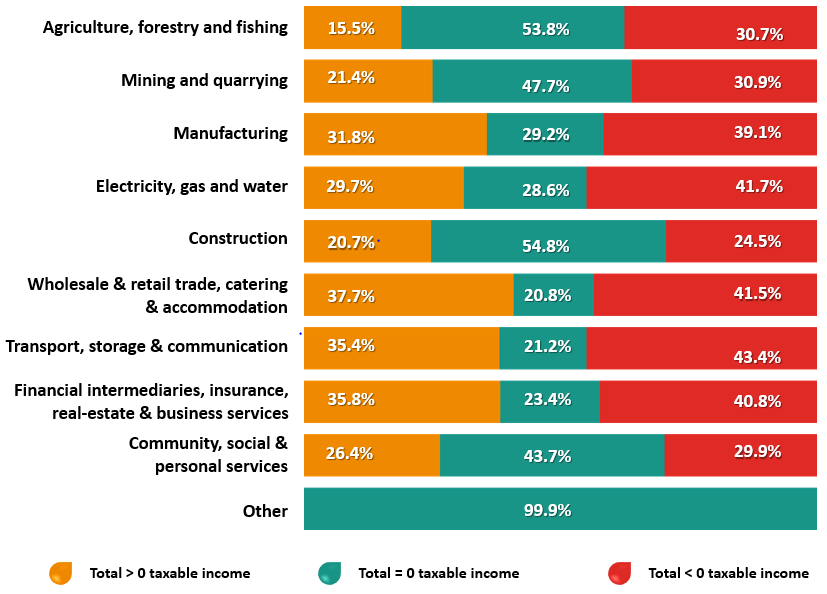 Agriculture, forestry and fishing 15.5% 53.8% 30.7%
Mining and quarrying 21.4% 47.7% 30.9%
Manufacturing 31.8% 29.2% 39.1%
Electricity, gas and water 29.7% 28.6% 41.7%
Construction 20.7% 54.8% 24.5%
Wholesale & retail trade, catering
& accommodation 37.7% 20.8% 41.5%
Transport, storage & communication 35.4% 21.2% 43.4%
Financial intermediaries, insurance,
real-estate & business services 35.8% 23.4% 40.8%
Community, social &
personal services 26.4% 43.7% 29.9%
Other 99.9%
Total > 0 taxable income Total = 0 taxable income Total < 0 taxable income